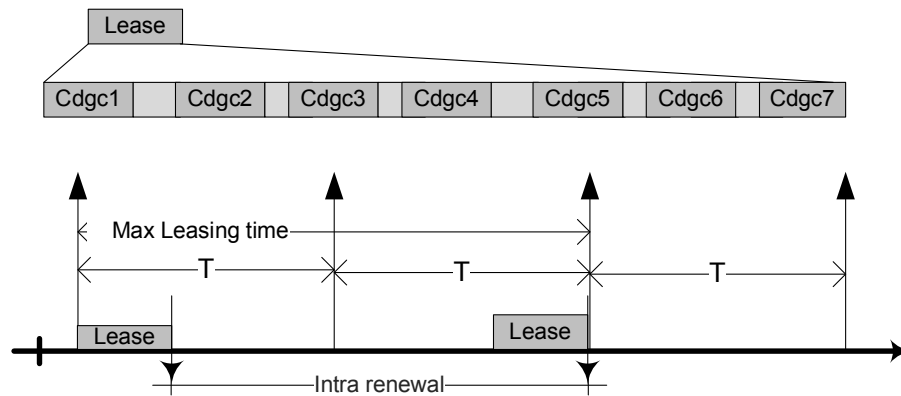 Lease
Cdgc1 Cdgc2 Cdgc3 Cdgc4 Cdgc5 Cdgc6 Cdgc7
Max Leasing time
T T T
Lease Lease
Intra renewal